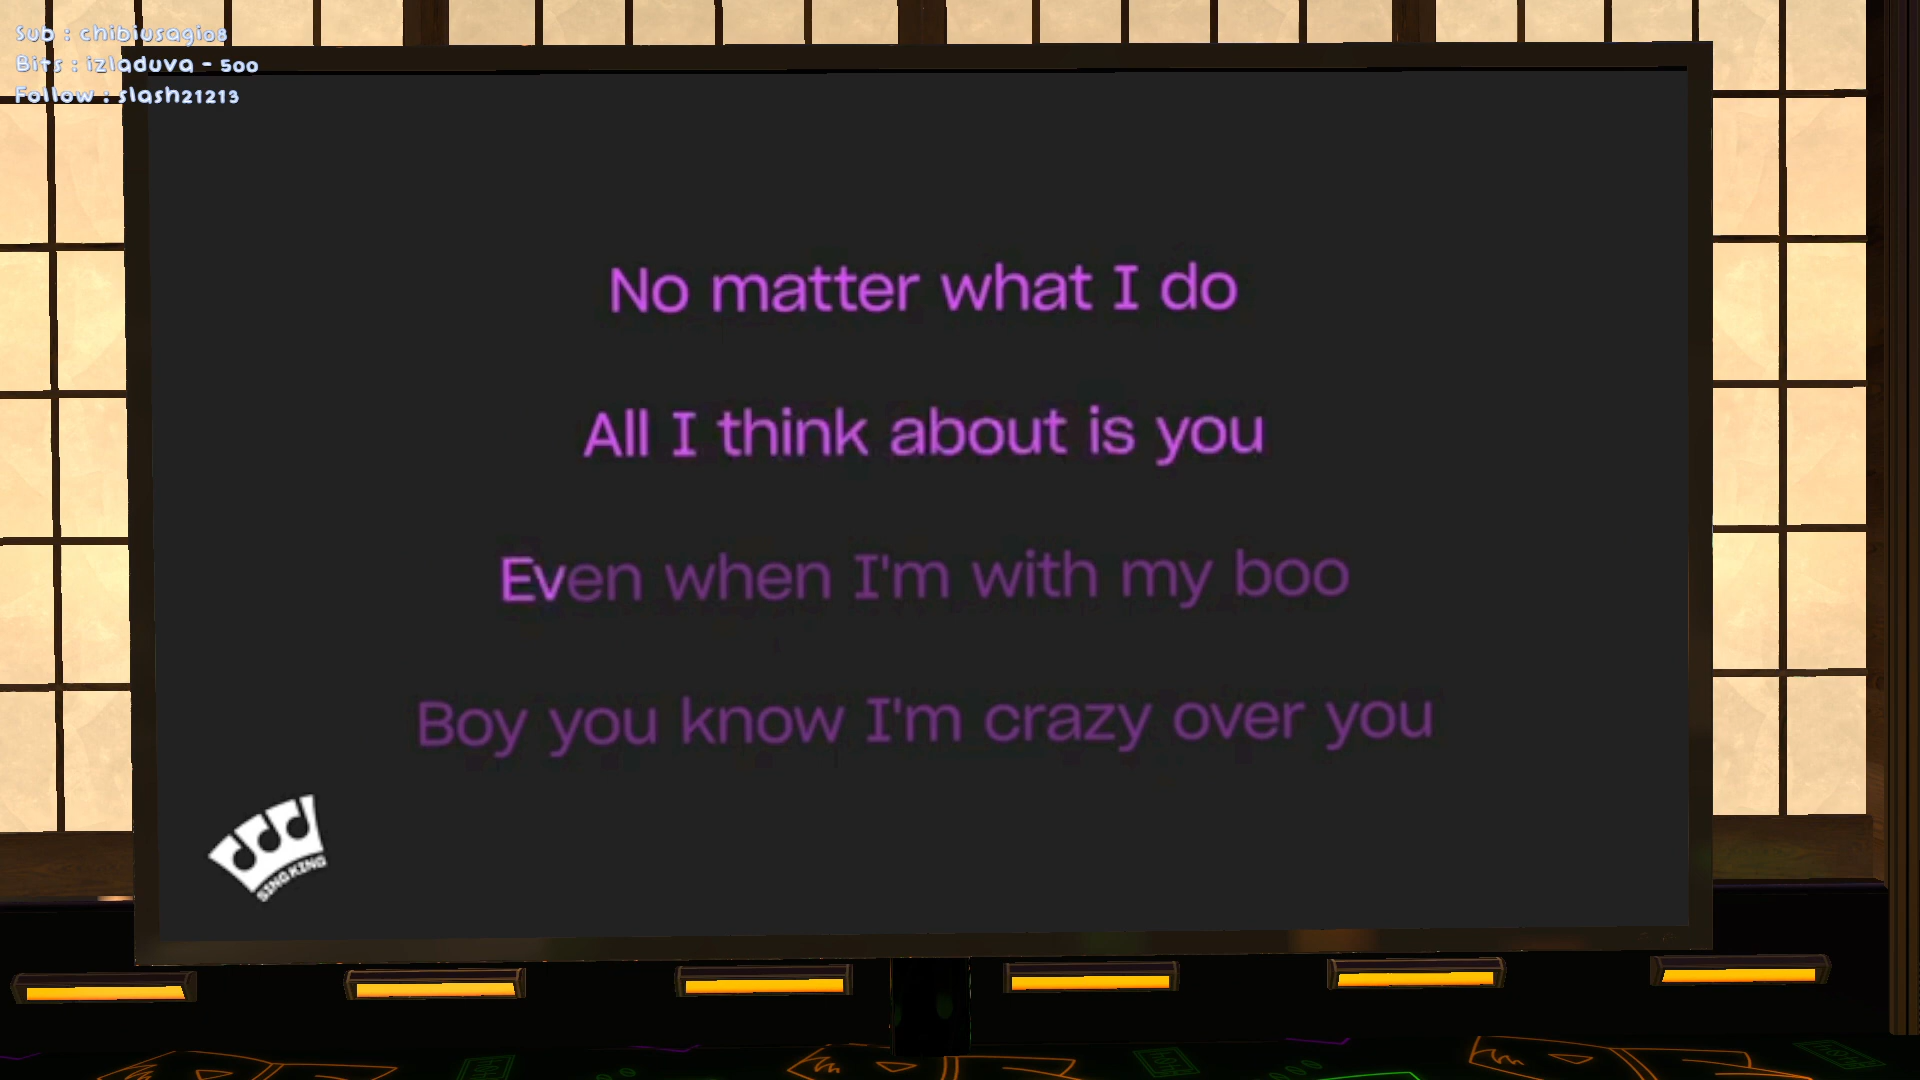 Sub : chibiusagi08
Bits : izladuva - 500
Follow : slash21213
No matter what I do
All I think about is you
Even when I'm with my boo
Boy you know I'm crazy over you
SING KING